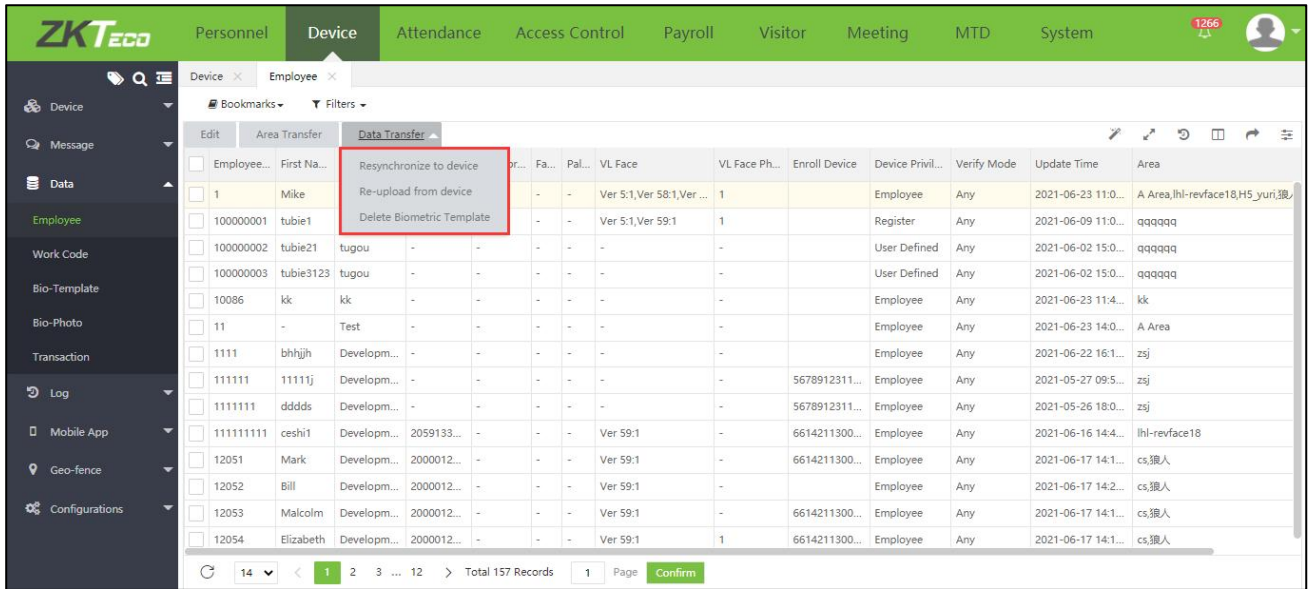 ZKTECO Personnel Device Attendance Access Control Payroll Visitor Meeting MTD System 1266
Device Employee
Device
Bookmarks Filters
Message
Edit Area Transfer Data Transfer
Data
Employee... First Na... or... Fa... Pal... VL Face VL Face Ph... Enroll Device Device Privil... Verify Mode Update Time Area
Resynchronize to device
Re-upload from device
Delete Biometric Template
1 Mike - - Ver 5:1,Ver 58:1,Ver ... 1 Employee Any 2021-06-23 11:0... A Area,lhl-revface18,H5_yuri,狼人
Employee
100000001 tubie1 - - Ver 5:1,Ver 59:1 1 Register Any 2021-06-09 11:0... qqqqqq
Work Code
100000002 tubie21 tugou - - - - - - User Defined Any 2021-06-02 15:0... qqqqqq
100000003 tubie3123 tugou - - - - - - User Defined Any 2021-06-02 15:0... qqqqqq
Bio-Template
10086 kk kk - - - - - - Employee Any 2021-06-23 11:4... kk
Bio-Photo
11 - Test - - - - - - Employee Any 2021-06-23 14:0... A Area
Transaction
1111 bhhjjh Developm... - - - - - - Employee Any 2021-06-22 16:1... zsj
Log
111111 11111j Developm... - - - - - - 5678912311... Employee Any 2021-05-27 09:5... zsj
1111111 dddds Developm... - - - - - - 5678912311... Employee Any 2021-05-26 18:0... zsj
Mobile App
111111111 ceshi1 Developm... 2059133... - - - Ver 59:1 - 6614211300... Employee Any 2021-06-16 14:4... lhl-revface18
Geo-fence
12051 Mark Developm... 2000012... - - - Ver 59:1 - 6614211300... Employee Any 2021-06-17 14:1... cs,狼人
12052 Bill Developm... 2000012... - - - Ver 59:1 - Employee Any 2021-06-17 14:2... cs,狼人
Configurations
12053 Malcolm Developm... 2000012... - - - Ver 59:1 - 6614211300... Employee Any 2021-06-17 14:1... cs,狼人
12054 Elizabeth Developm... 2000012... - - - Ver 59:1 1 6614211300... Employee Any 2021-06-17 14:1... cs,狼人
14 < 1 2 3 ... 12 > Total 157 Records 1 Page Confirm